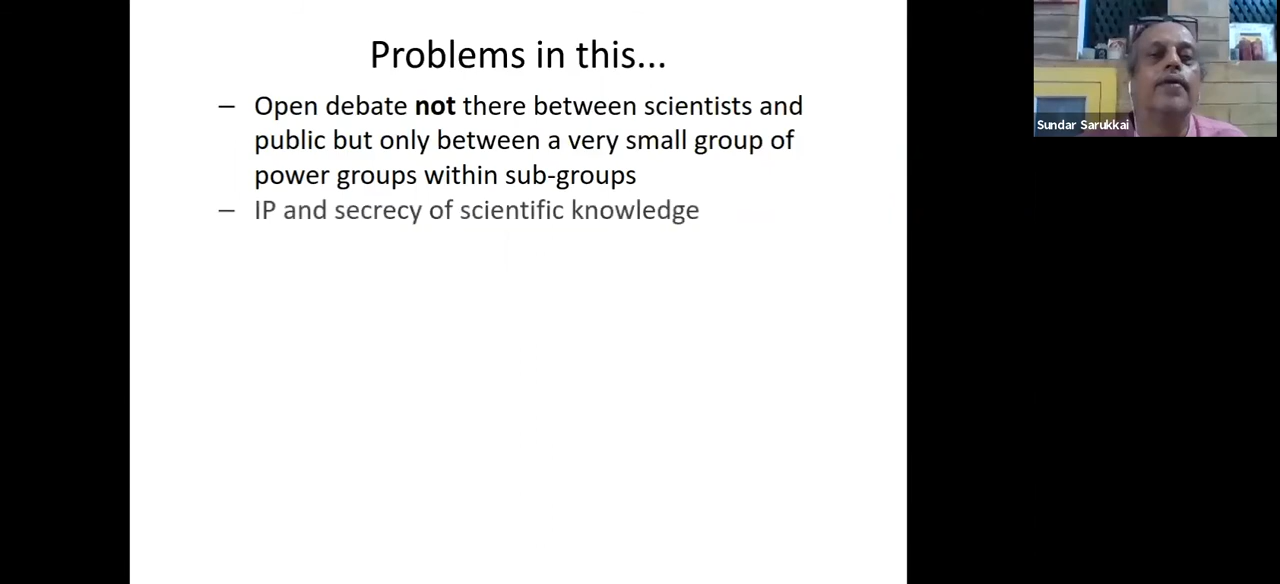 Problems in this...
– Open debate not there between scientists and
public but only between a very small group of
power groups within sub-groups
– IP and secrecy of scientific knowledge
Sundar Sarukkai